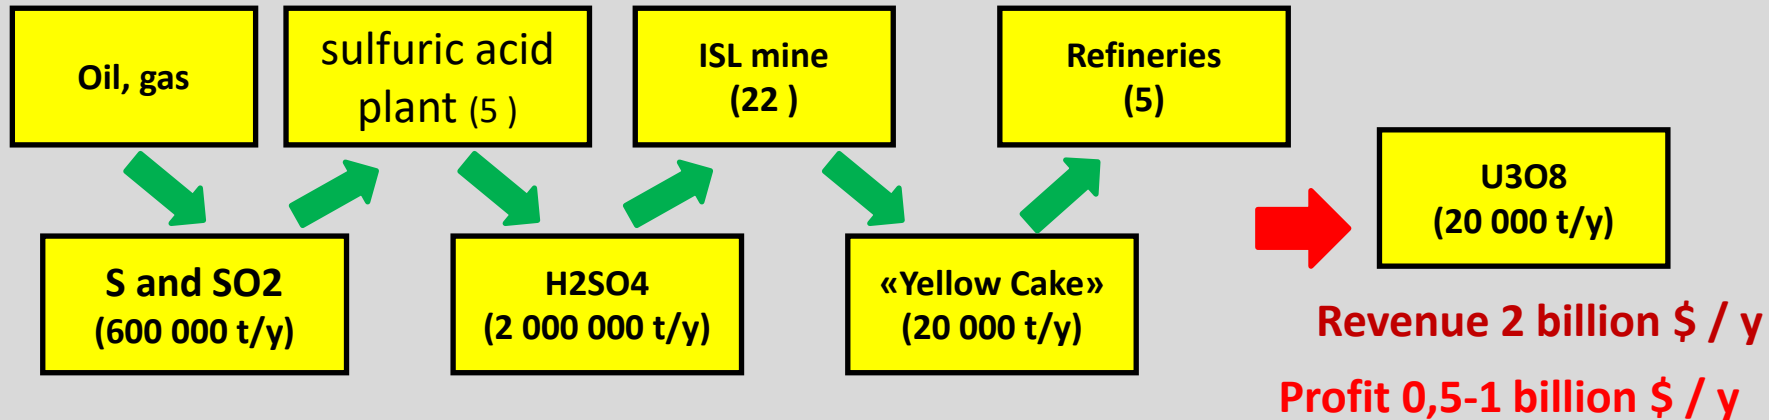 Oil, gas
sulfuric acid
plant (5 )
ISL mine
(22 )
Refineries
(5)
U3O8
(20 000 t/y)
S and SO2
(600 000 t/y)
H2SO4
(2 000 000 t/y)
«Yellow Cake»
(20 000 t/y)
Revenue 2 billion $ / y
Profit 0,5-1 billion $ / y